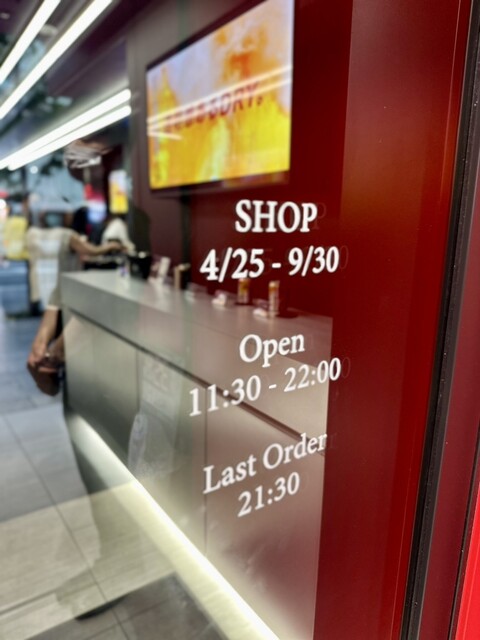 SHOP
4/25 - 9/30
Open
11:30 - 22:00
Last Order
21:30